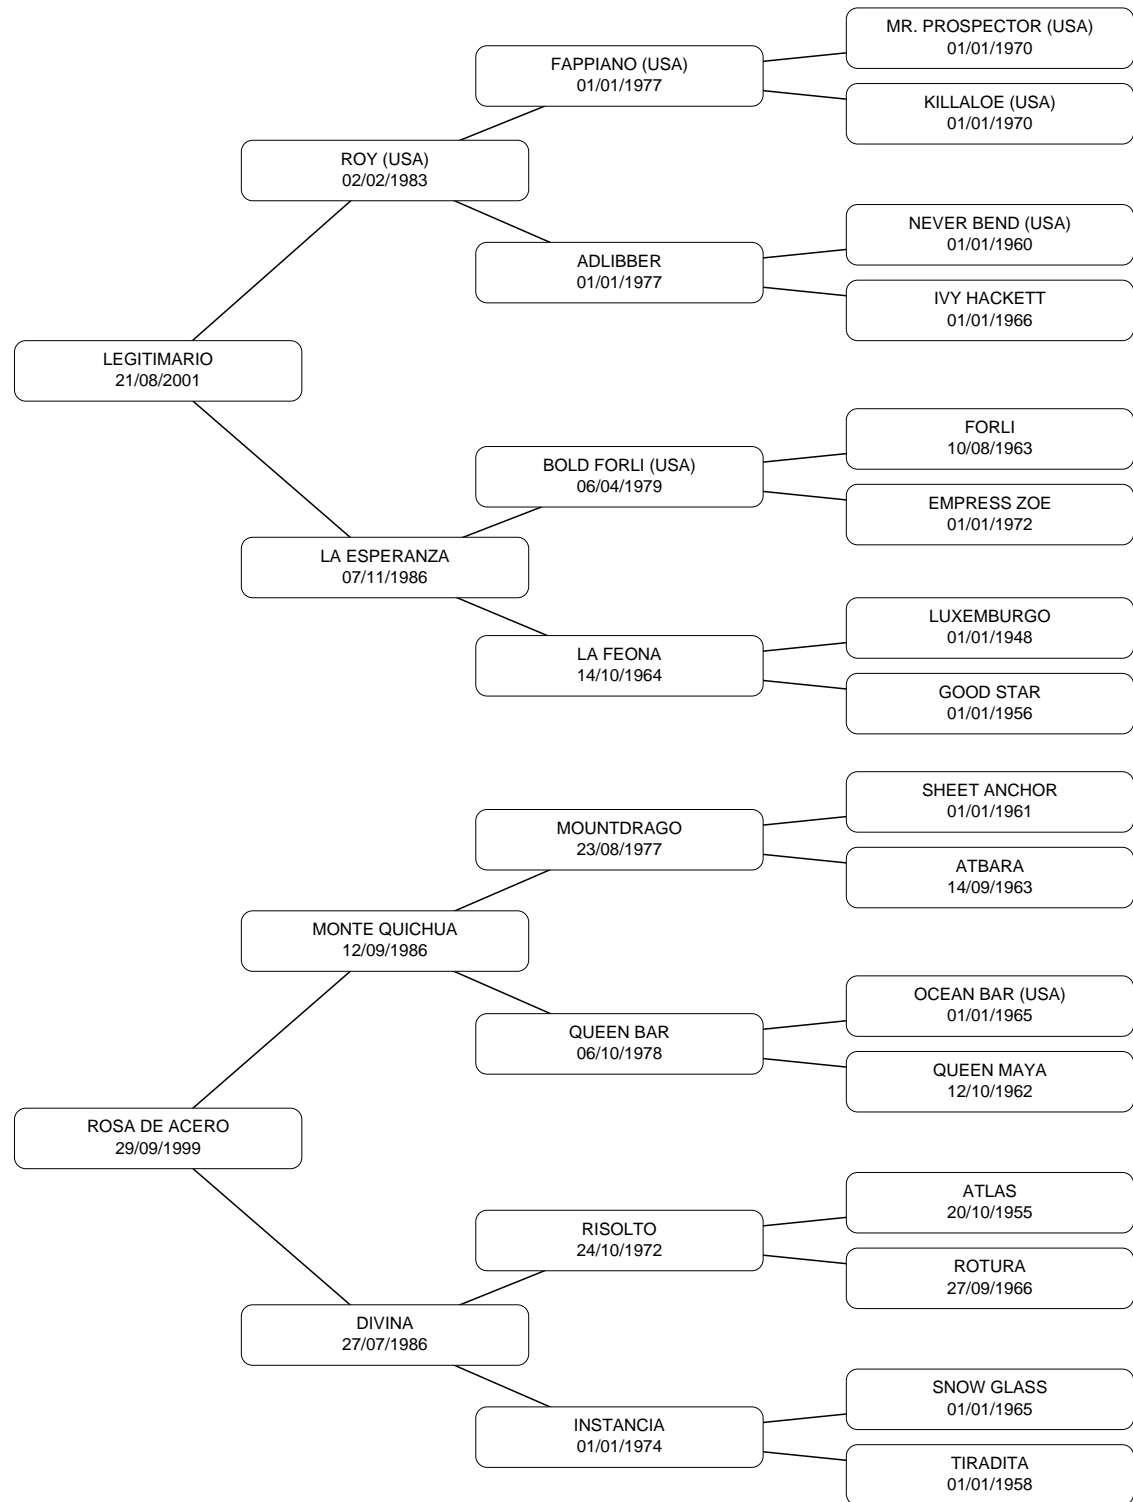 MR. PROSPECTOR (USA)
01/01/1970
FAPPIANO (USA)
01/01/1977
KILLALOE (USA)
01/01/1970
ROY (USA)
02/02/1983
NEVER BEND (USA)
01/01/1960
ADLIBBER
01/01/1977
IVY HACKETT
01/01/1966
LEGITIMARIO
21/08/2001
FORLI
10/08/1963
BOLD FORLI (USA)
06/04/1979
EMPRESS ZOE
01/01/1972
LA ESPERANZA
07/11/1986
LUXEMBURGO
01/01/1948
LA FEONA
14/10/1964
GOOD STAR
01/01/1956
SHEET ANCHOR
01/01/1961
MOUNTDRAGO
23/08/1977
ATBARA
14/09/1963
MONTE QUICHUA
12/09/1986
OCEAN BAR (USA)
01/01/1965
QUEEN BAR
06/10/1978
QUEEN MAYA
12/10/1962
ROSA DE ACERO
29/09/1999
ATLAS
20/10/1955
RISOLTO
24/10/1972
ROTURA
27/09/1966
DIVINA
27/07/1986
SNOW GLASS
01/01/1965
INSTANCIA
01/01/1974
TIRADITA
01/01/1958